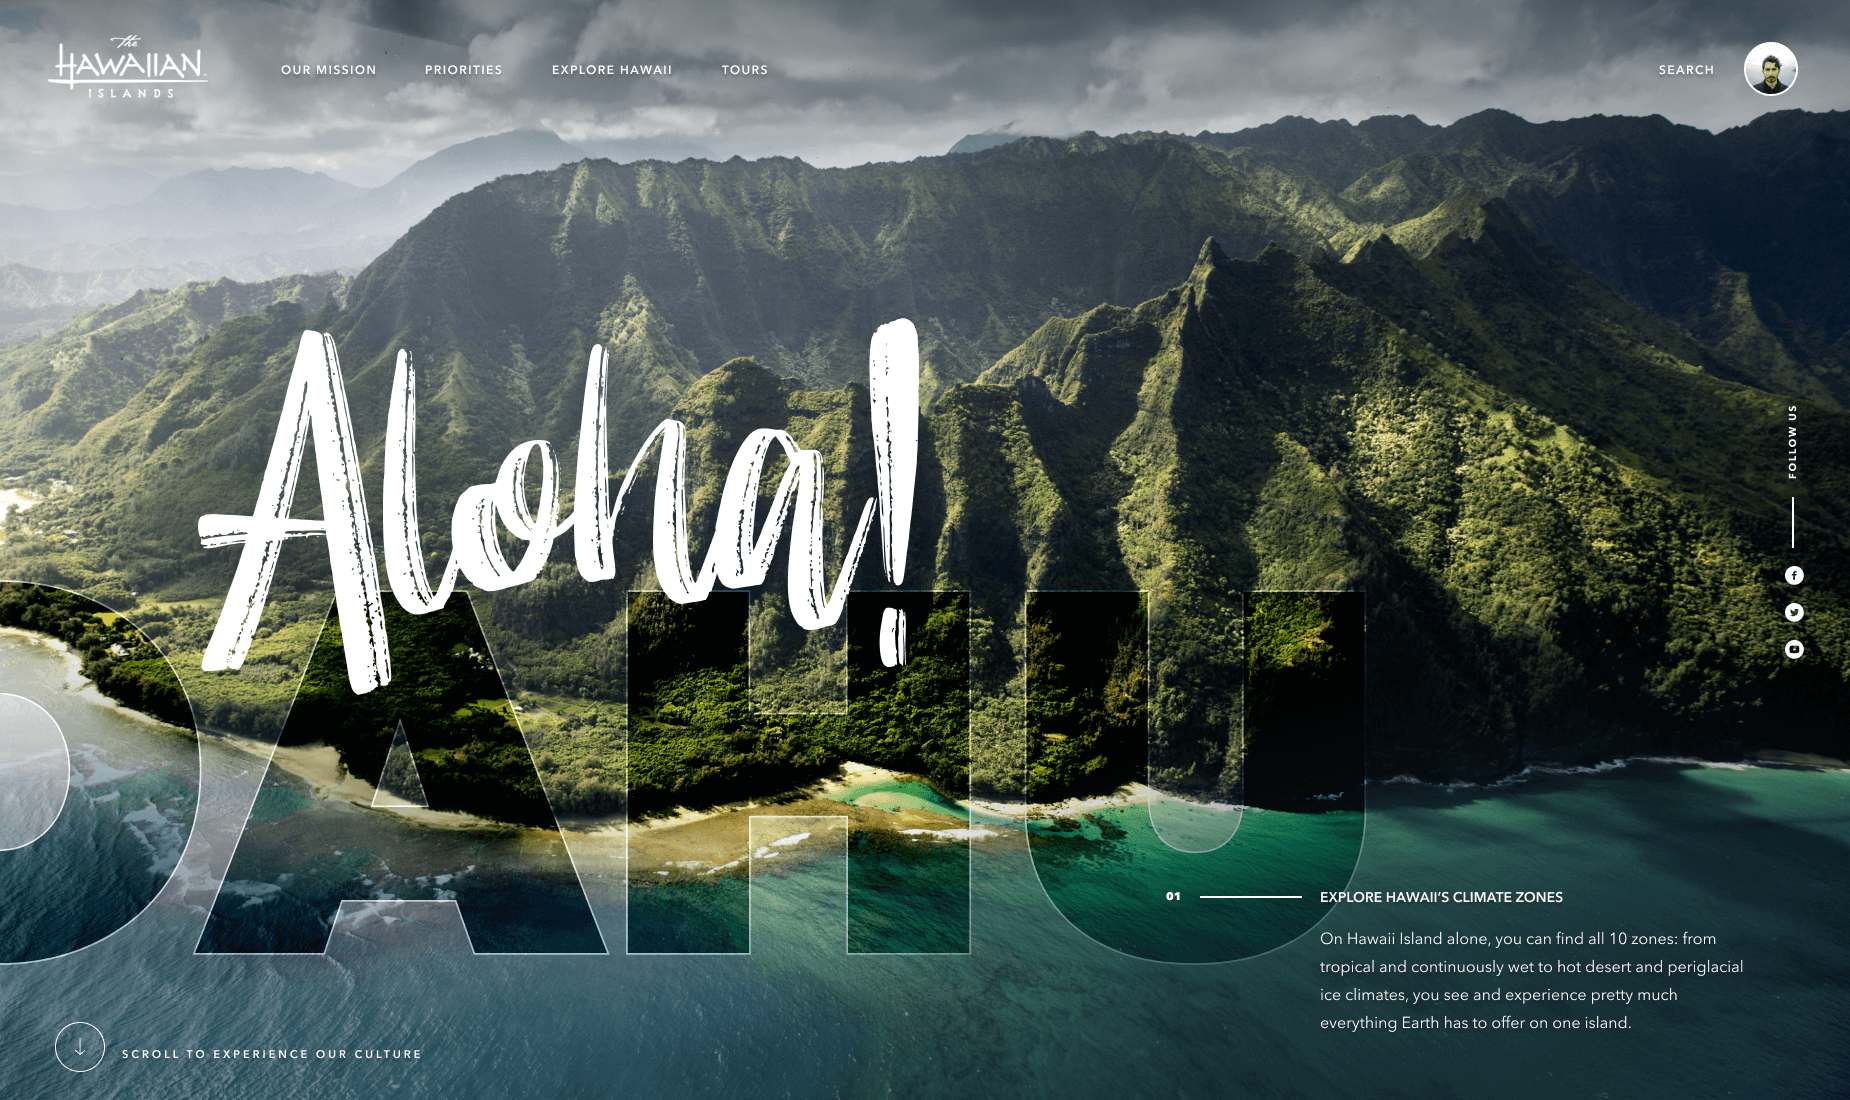 The
HAWAIIAN
ISLANDS
OUR MISSION
PRIORITIES
EXPLORE HAWAII
TOURS
SEARCH
Aloha!
OAHU
FOLLOW US
01
EXPLORE HAWAII'S CLIMATE ZONES
On Hawaii Island alone, you can find all 10 zones: from
tropical and continuously wet to hot desert and periglacial
ice climates, you see and experience pretty much
everything Earth has to offer on one island.
SCROLL TO EXPERIENCE OUR CULTURE